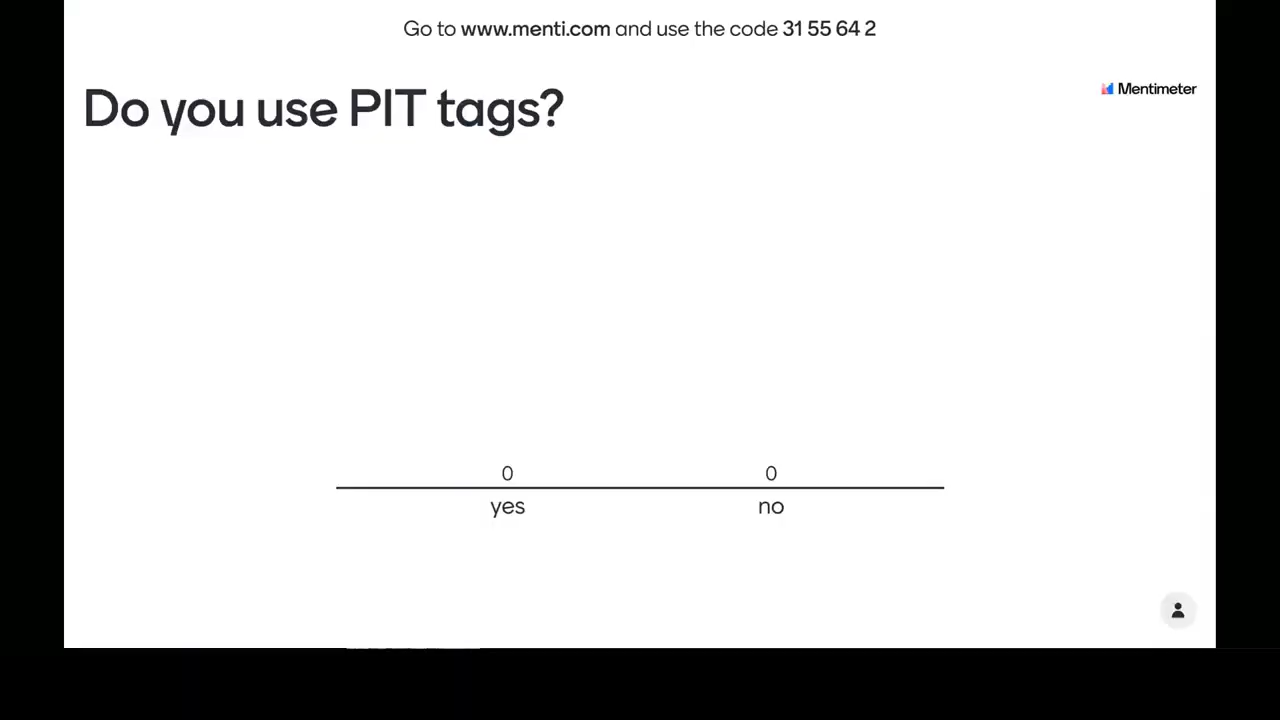 Go to www.menti.com and use the code 31 55 64 2
Mentimeter
Do you use PIT tags?
0 0
yes no